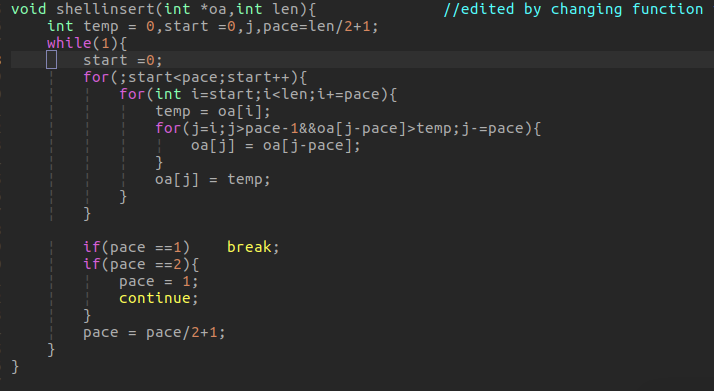 void shellinsert(int *oa,int len){              //edited by changing function
    int temp = 0,start =0,j,pace=len/2+1;
    while(1){
        start =0;
        for(;start<pace;start++){
            for(int i=start;i<len;i+=pace){
                temp = oa[i];
                for(j=i;j>pace-1&&oa[j-pace]>temp;j-=pace){
                    oa[j] = oa[j-pace];
                }
                oa[j] = temp;
            }
        }

        if(pace ==1)    break;
        if(pace ==2){
            pace = 1;
            continue;
        }
        pace = pace/2+1;
    }
}